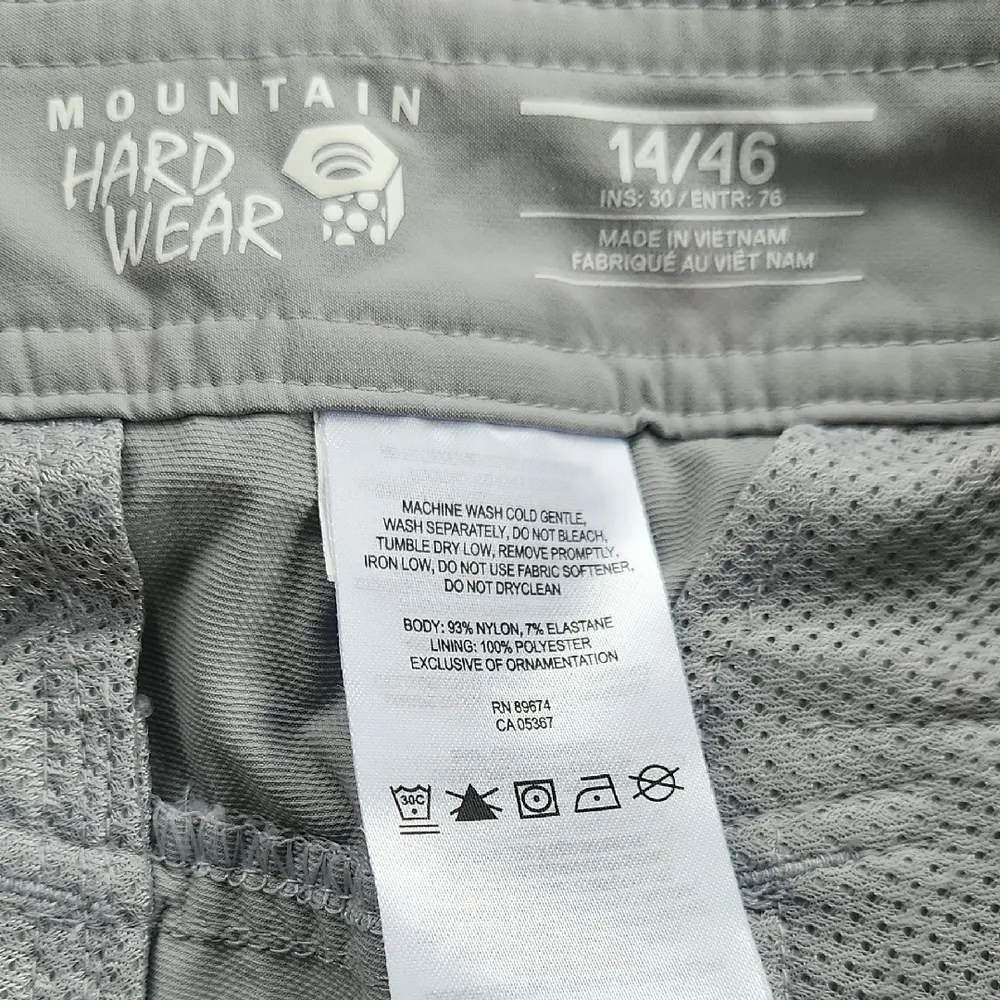 MOUNTAIN
HARD
WEAR
14/46
INS: 30 / ENTR: 76
MADE IN VIETNAM
FABRIQUÉ AU VIÊT NAM
MACHINE WASH COLD GENTLE,
WASH SEPARATELY, DO NOT BLEACH,
TUMBLE DRY LOW, REMOVE PROMPTLY,
IRON LOW, DO NOT USE FABRIC SOFTENER,
DO NOT DRYCLEAN
BODY: 93% NYLON, 7% ELASTANE
LINING: 100% POLYESTER
EXCLUSIVE OF ORNAMENTATION
RN 89674
CA 05367
30C